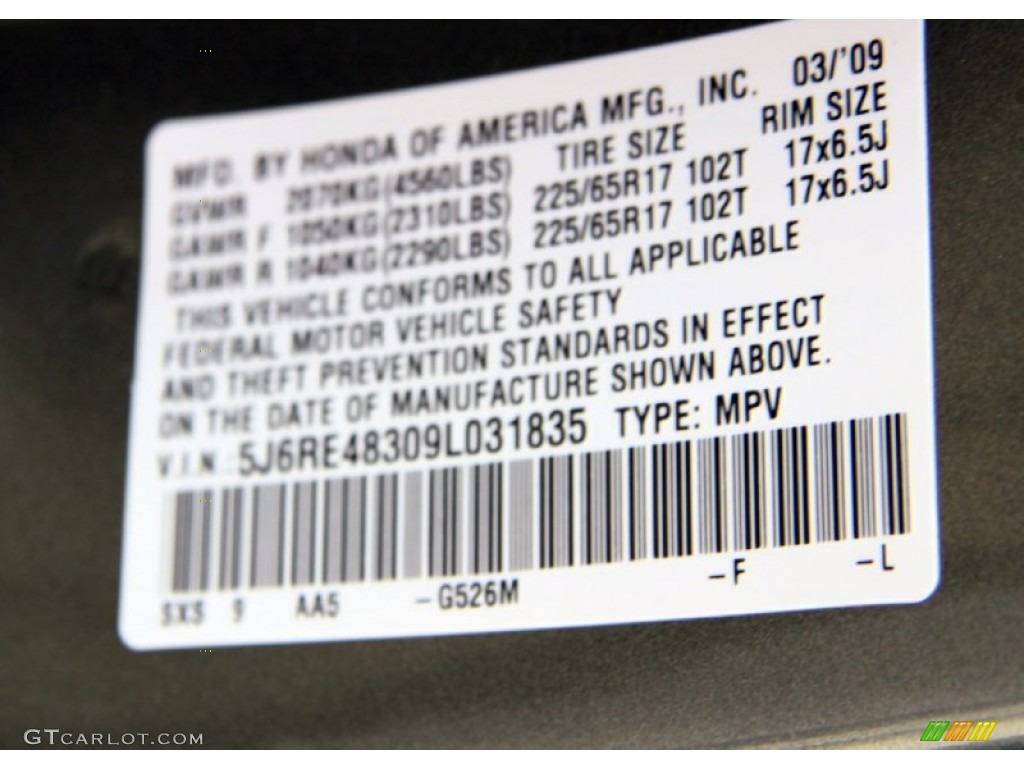 MFD. BY HONDA OF AMERICA MFG., INC. 03/'09
GVWR 2070KG(4560LBS) TIRE SIZE RIM SIZE
GAWR F 1050KG(2310LBS) 225/65R17 102T 17x6.5J
GAWR R 1040KG(2290LBS) 225/65R17 102T 17x6.5J
THIS VEHICLE CONFORMS TO ALL APPLICABLE
FEDERAL MOTOR VEHICLE SAFETY
AND THEFT PREVENTION STANDARDS IN EFFECT
ON THE DATE OF MANUFACTURE SHOWN ABOVE.
V.I.N.: 5J6RE48309L031835 TYPE: MPV
SXS 9 AA5 -G526M -F -L
GTCARLOT.COM